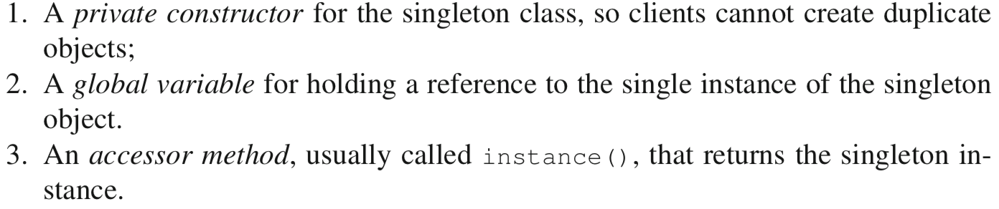 1. A private constructor for the singleton class, so clients cannot create duplicate
objects;
2. A global variable for holding a reference to the single instance of the singleton
object.
3. An accessor method, usually called instance(), that returns the singleton in-
stance.